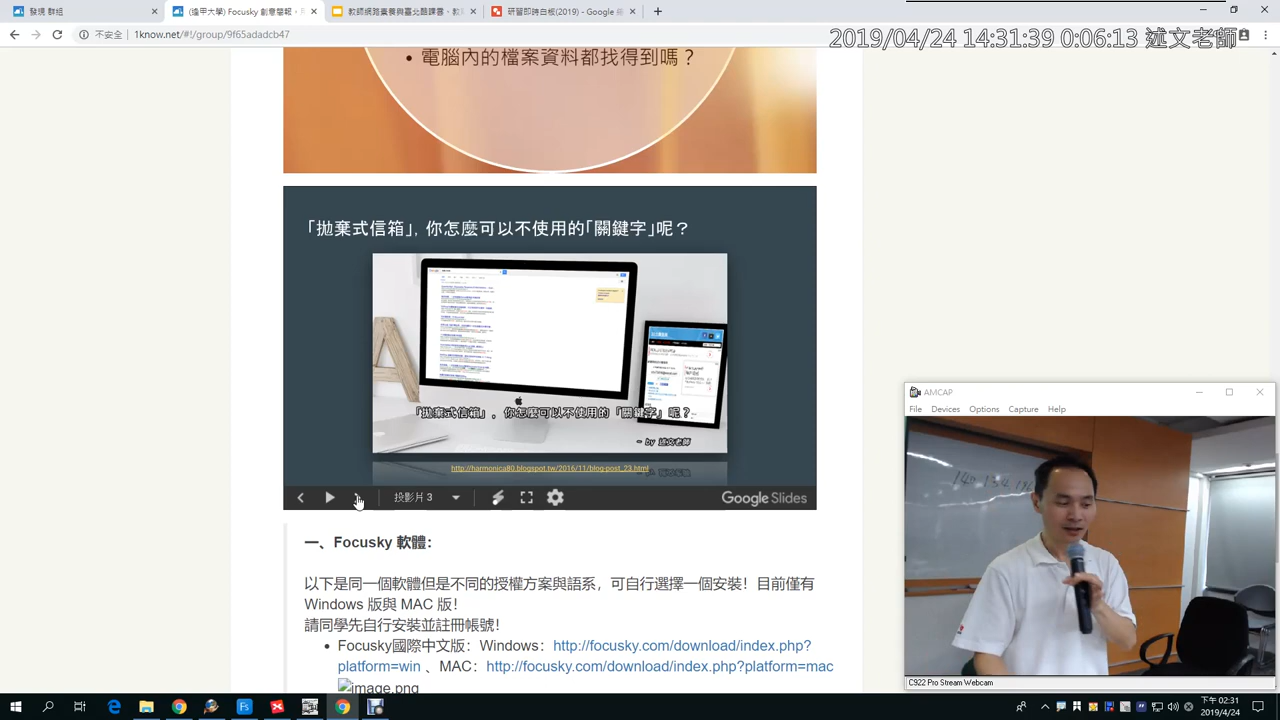 發現 群組
(逢甲大學) Focusky 創意簡報，
教師網路素養與臺北酷課雲、教
研習即時白板(2019) - Google
不安全
1know.net/#!/group/9f65adadcb47
2019/04/24 14:31:39 0:06:13 述文老師
• 電腦內的檔案資料都找得到嗎？
「拋棄式信箱」, 你怎麼可以不使用的「關鍵字」呢？
「拋棄式信箱」，你怎麼可以不使用的「關鍵字」呢？
~ by 述文老師
http://harmonica80.blogspot.tw/2016/11/blog-post_23.html
投影片 3
Google Slides
AMCAP
File Devices Options Capture Help
一、Focusky 軟體：
以下是同一個軟體但是不同的授權方案與語系，可自行選擇一個安裝！目前僅有
Windows 版與 MAC 版！
請同學先自行安裝並註冊帳號！
• Focusky國際中文版：Windows：http://focusky.com/download/index.php?
platform=win 、MAC：http://focusky.com/download/index.php?platform=mac
image.png
C922 Pro Stream Webcam
下午 02:31
2019/4/24